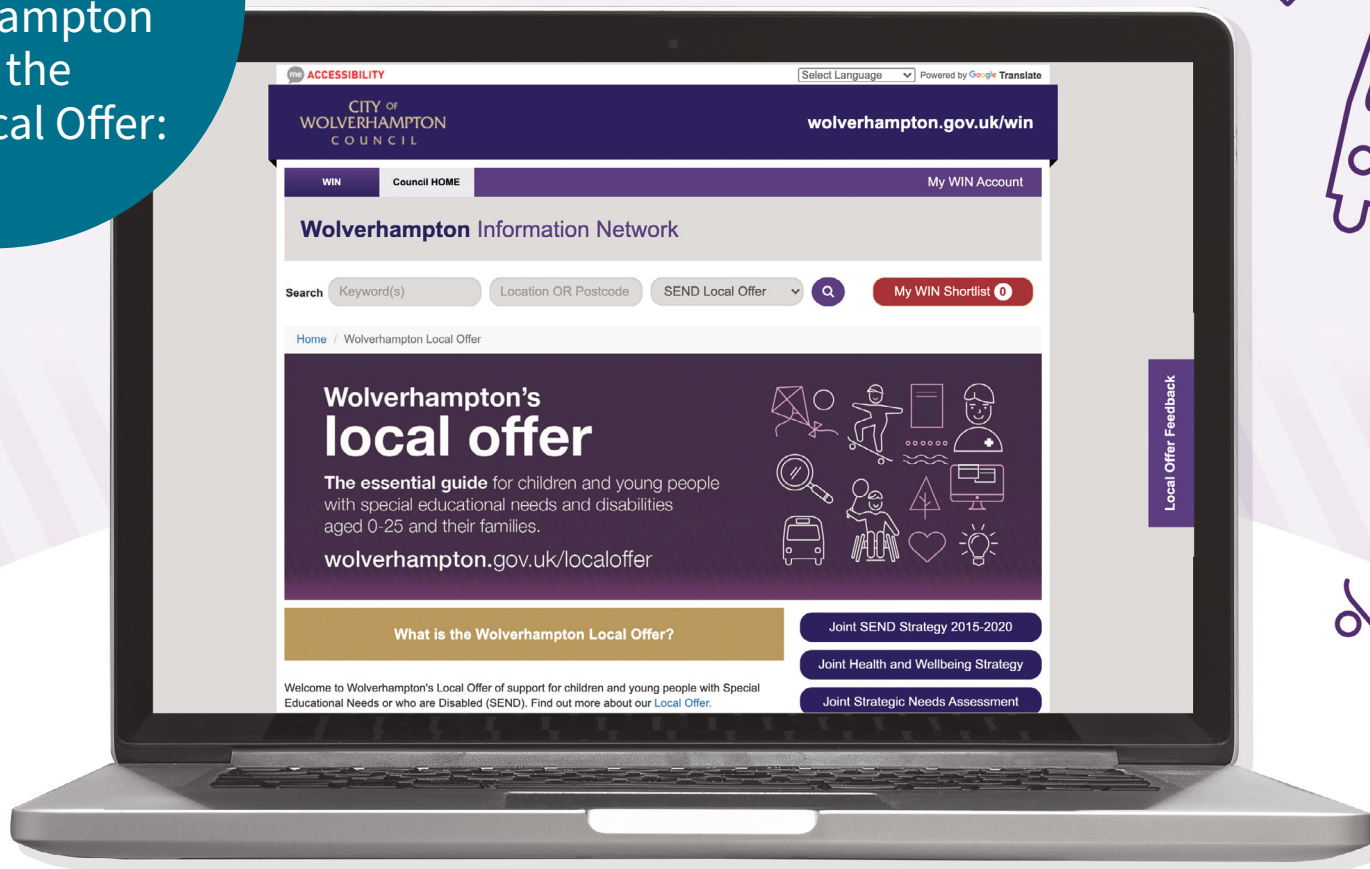 ampton
the
cal Offer:
me ACCESSIBILITY
Select Language
Powered by Google Translate
CITY OF
WOLVERHAMPTON
COUNCIL
wolverhampton.gov.uk/win
WIN
Council HOME
My WIN Account
Wolverhampton Information Network
Search
Keyword(s)
Location OR Postcode
SEND Local Offer
My WIN Shortlist 0
Home / Wolverhampton Local Offer
Wolverhampton's
local offer
The essential guide for children and young people
with special educational needs and disabilities
aged 0-25 and their families.
wolverhampton.gov.uk/localoffer
Local Offer Feedback
What is the Wolverhampton Local Offer?
Joint SEND Strategy 2015-2020
Joint Health and Wellbeing Strategy
Joint Strategic Needs Assessment
Welcome to Wolverhampton's Local Offer of support for children and young people with Special
Educational Needs or who are Disabled (SEND). Find out more about our Local Offer.